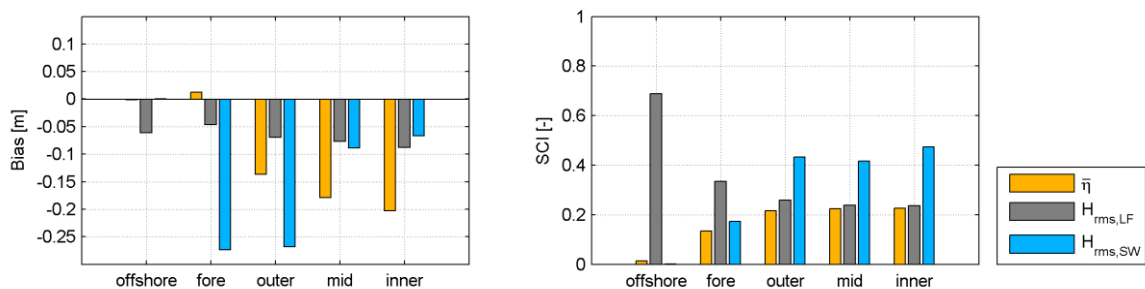 Bias [m]
0.1
0.05
0
-0.05
-0.1
-0.15
-0.2
-0.25
offshore fore outer mid inner
SCI [-]
1
0.8
0.6
0.4
0.2
0
offshore fore outer mid inner
η̅
H_rms,LF
H_rms,SW